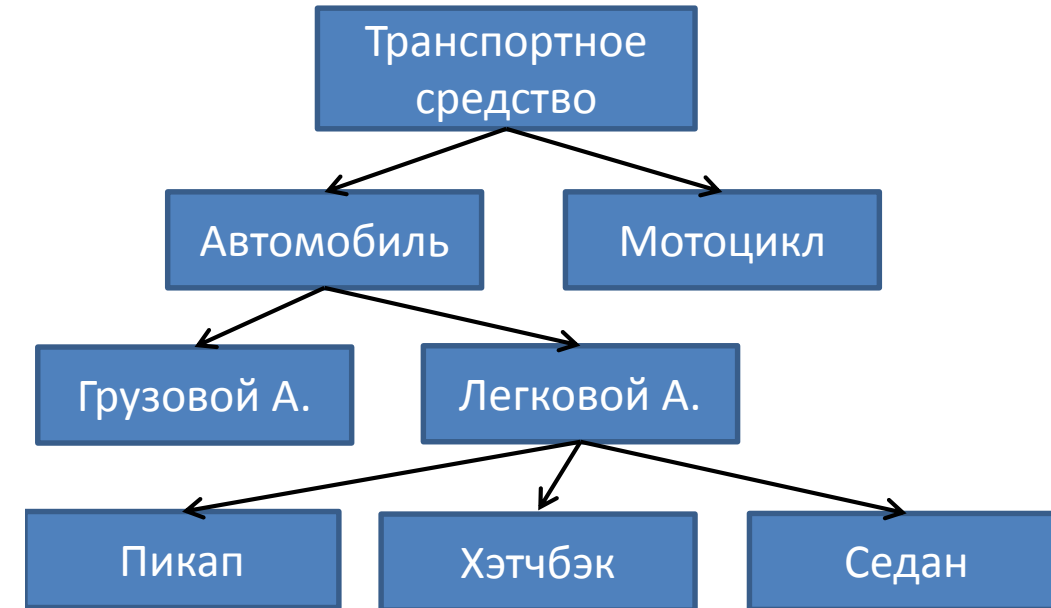 Транспортное
средство
Автомобиль
Мотоцикл
Грузовой А.
Легковой А.
Пикап
Хэтчбэк
Седан